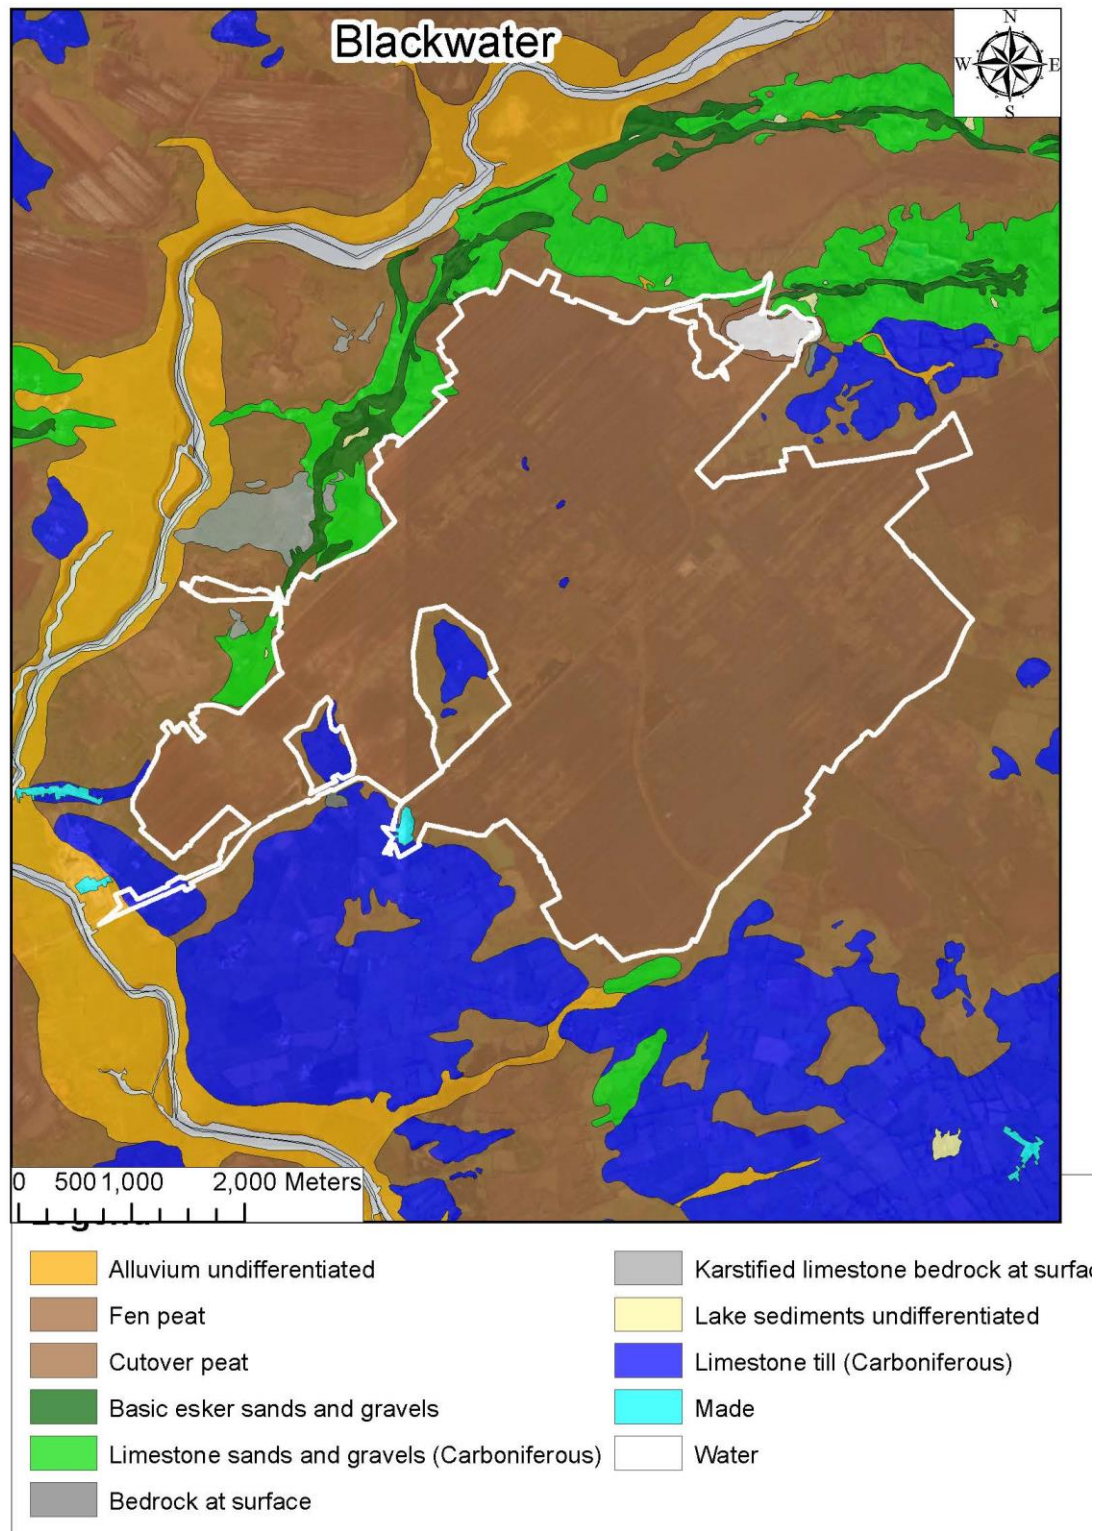 Blackwater
N
W E
S
0 500 1,000 2,000 Meters
Legend
Alluvium undifferentiated
Fen peat
Cutover peat
Basic esker sands and gravels
Limestone sands and gravels (Carboniferous)
Bedrock at surface
Karstified limestone bedrock at surfac
Lake sediments undifferentiated
Limestone till (Carboniferous)
Made
Water